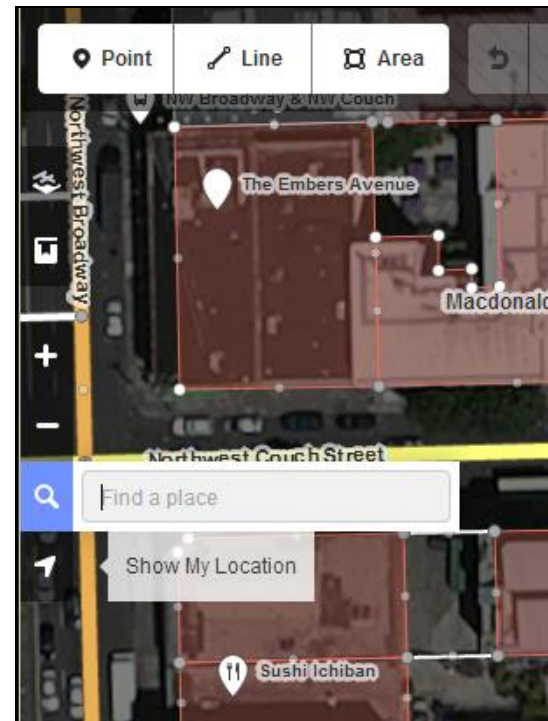 Point
Line
Area
NW Broadway & NW Couch
Northwest Broadway
The Embers Avenue
Macdonald
Northwest Couch Street
Find a place
Show My Location
Sushi Ichiban